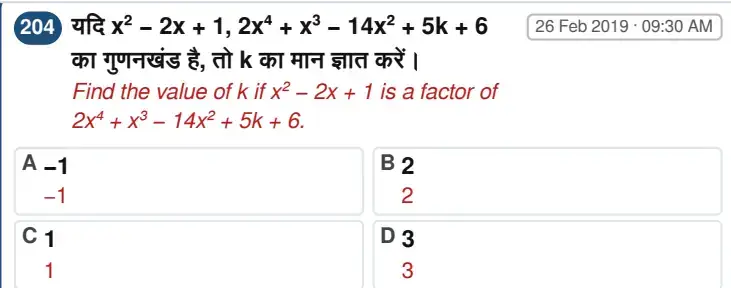 204 यदि x² – 2x + 1, 2x⁴ + x³ – 14x² + 5k + 6
26 Feb 2019 · 09:30 AM
का गुणनखंड है, तो k का मान ज्ञात करें।
Find the value of k if x² – 2x + 1 is a factor of
2x⁴ + x³ – 14x² + 5k + 6.
A –1
–1
B 2
2
C 1
1
D 3
3